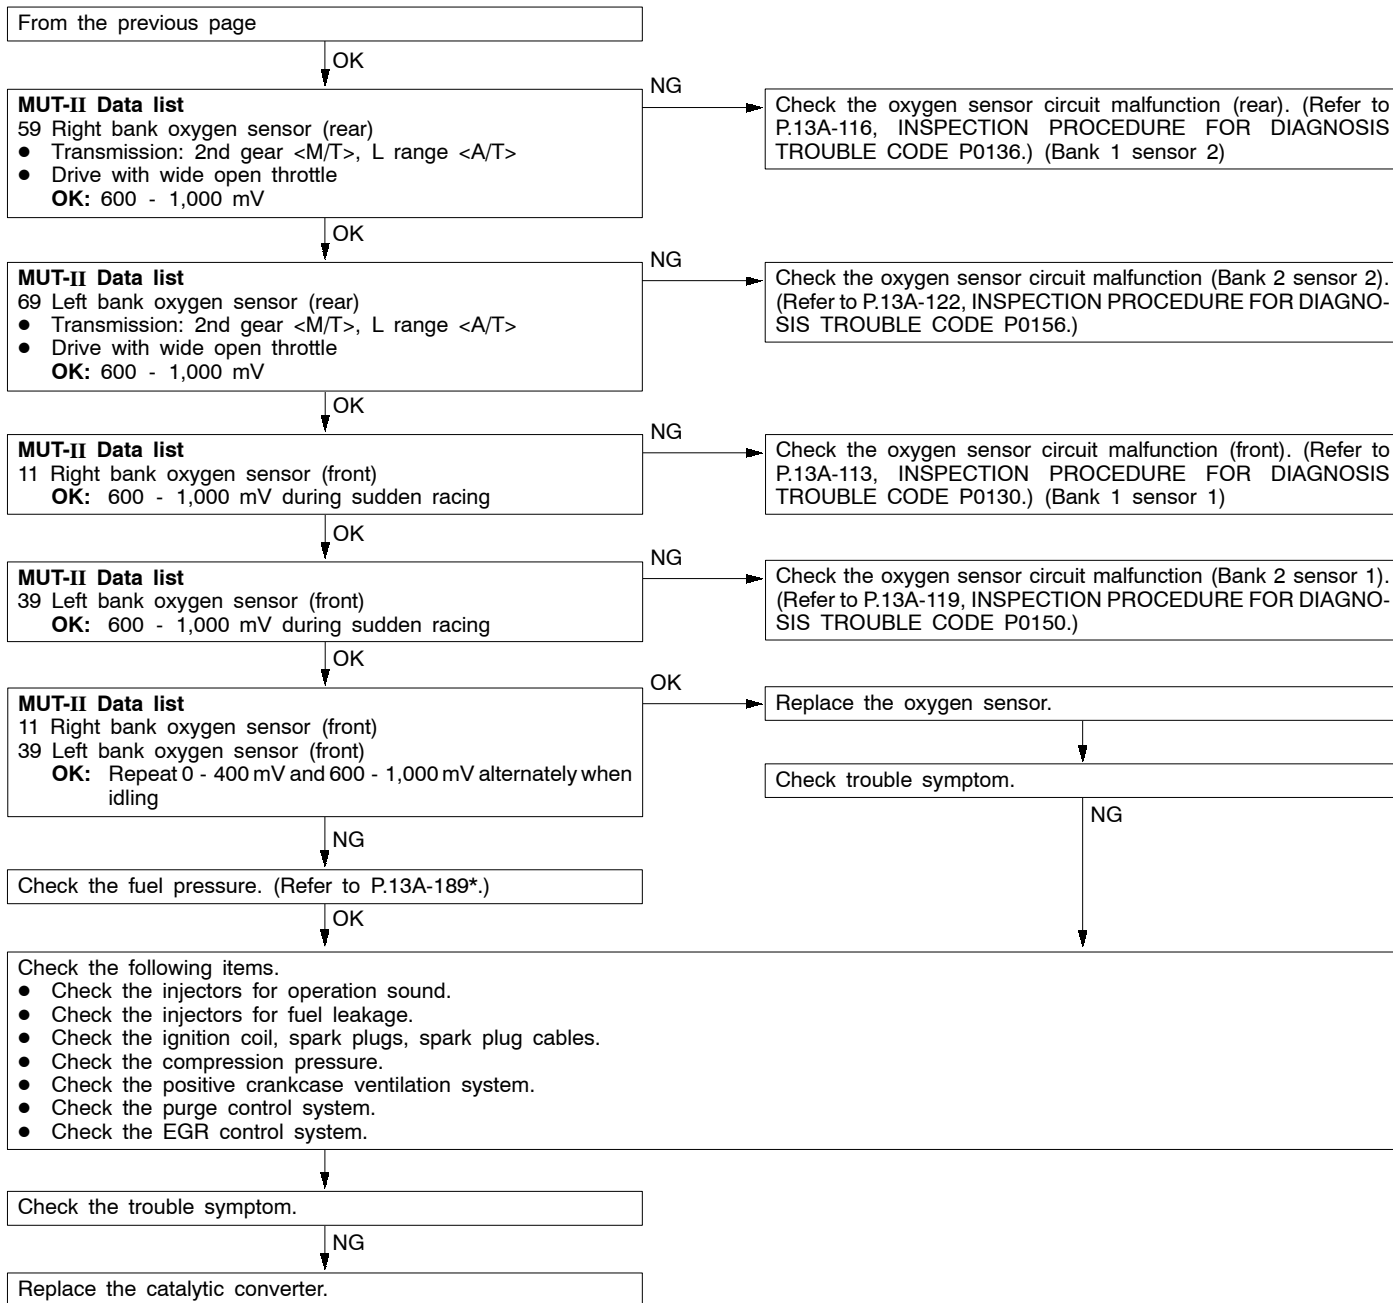 From the previous page
OK
MUT-II Data list
59 Right bank oxygen sensor (rear)
● Transmission: 2nd gear <M/T>, L range <A/T>
● Drive with wide open throttle
OK: 600 - 1,000 mV
NG
Check the oxygen sensor circuit malfunction (rear). (Refer to
P.13A-116, INSPECTION PROCEDURE FOR DIAGNOSIS
TROUBLE CODE P0136.) (Bank 1 sensor 2)
OK
MUT-II Data list
69 Left bank oxygen sensor (rear)
● Transmission: 2nd gear <M/T>, L range <A/T>
● Drive with wide open throttle
OK: 600 - 1,000 mV
NG
Check the oxygen sensor circuit malfunction (Bank 2 sensor 2).
(Refer to P.13A-122, INSPECTION PROCEDURE FOR DIAGNO-
SIS TROUBLE CODE P0156.)
OK
MUT-II Data list
11 Right bank oxygen sensor (front)
OK: 600 - 1,000 mV during sudden racing
NG
Check the oxygen sensor circuit malfunction (front). (Refer to
P.13A-113, INSPECTION PROCEDURE FOR DIAGNOSIS
TROUBLE CODE P0130.) (Bank 1 sensor 1)
OK
MUT-II Data list
39 Left bank oxygen sensor (front)
OK: 600 - 1,000 mV during sudden racing
NG
Check the oxygen sensor circuit malfunction (Bank 2 sensor 1).
(Refer to P.13A-119, INSPECTION PROCEDURE FOR DIAGNO-
SIS TROUBLE CODE P0150.)
OK
MUT-II Data list
11 Right bank oxygen sensor (front)
39 Left bank oxygen sensor (front)
OK: Repeat 0 - 400 mV and 600 - 1,000 mV alternately when
idling
OK
Replace the oxygen sensor.
Check trouble symptom.
NG
NG
Check the fuel pressure. (Refer to P.13A-189*.)
OK
Check the following items.
● Check the injectors for operation sound.
● Check the injectors for fuel leakage.
● Check the ignition coil, spark plugs, spark plug cables.
● Check the compression pressure.
● Check the positive crankcase ventilation system.
● Check the purge control system.
● Check the EGR control system.
Check the trouble symptom.
NG
Replace the catalytic converter.